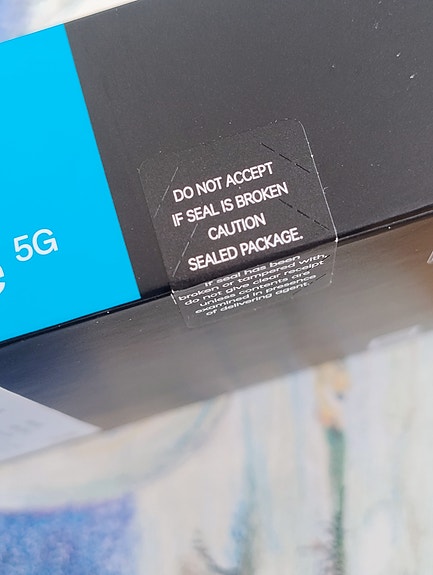 5G
DO NOT ACCEPT
IF SEAL IS BROKEN
CAUTION
SEALED PACKAGE.
If seal has been
broken or tampered with,
do not give clear receipt
unless contents are
examined in presence
of delivering agent.